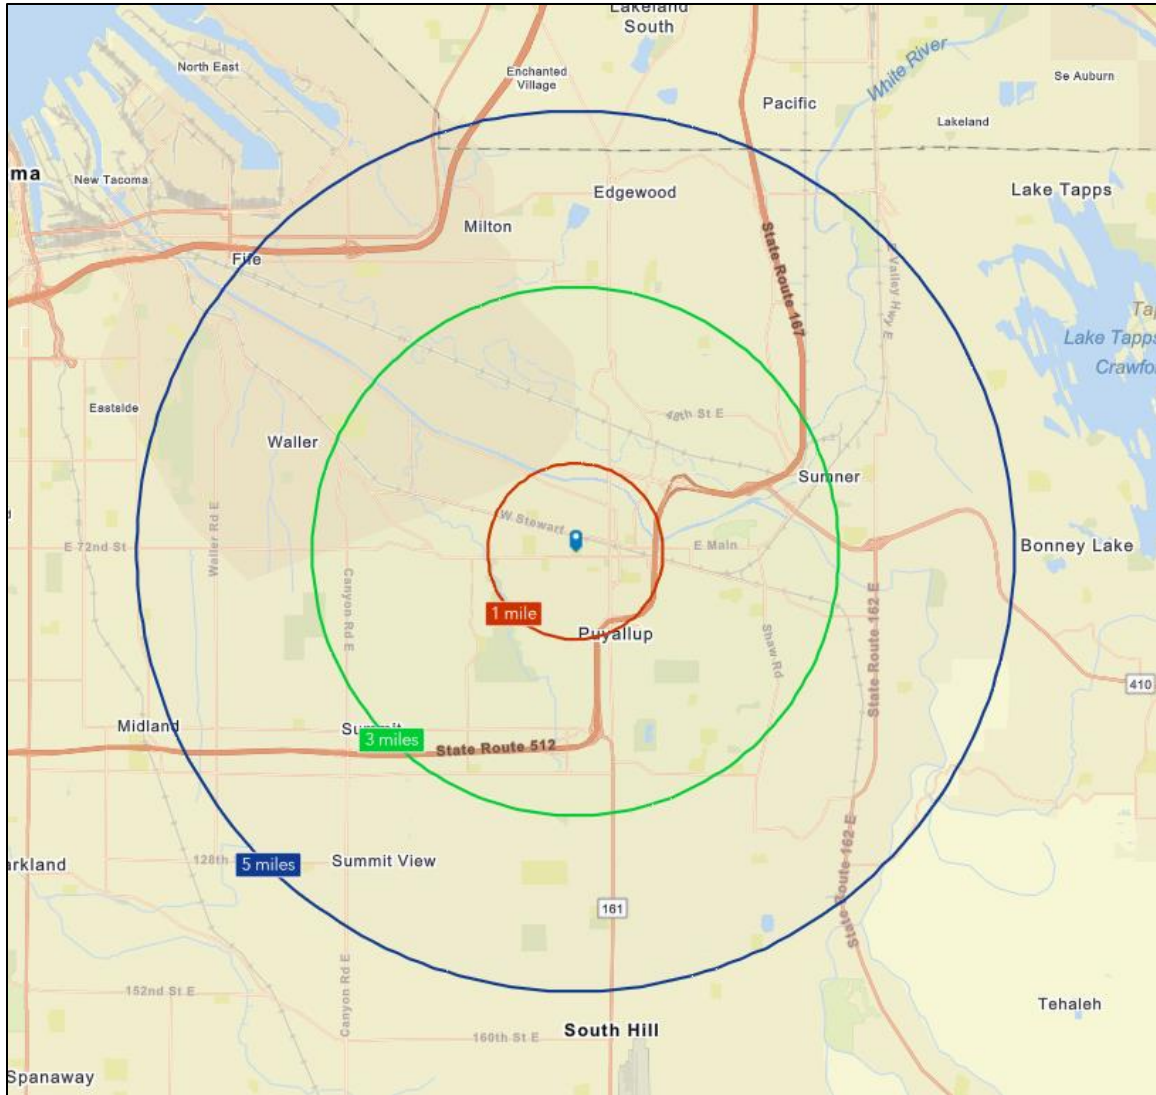 Lakeland
South
North East
Enchanted
Village
White River
Se Auburn
Pacific
Lakeland
ma
New Tacoma
Edgewood
Lake Tapps
Milton
State Route 167
E Valley Hwy E
Fife
Tap
Lake Tapps
Crawfor
Eastside
48th St E
Waller
Sumner
W Stewart
Waller Rd E
E 72nd St
E Main
Bonney Lake
Canyon Rd E
1 mile
Puyallup
Shaw Rd
State Route 162 E
410
Midland
Summit
3 miles
State Route 512
State Route 162 E
arkland
128th
5 miles
Summit View
161
Canyon Rd E
152nd St E
Tehaleh
South Hill
160th St E
Spanaway